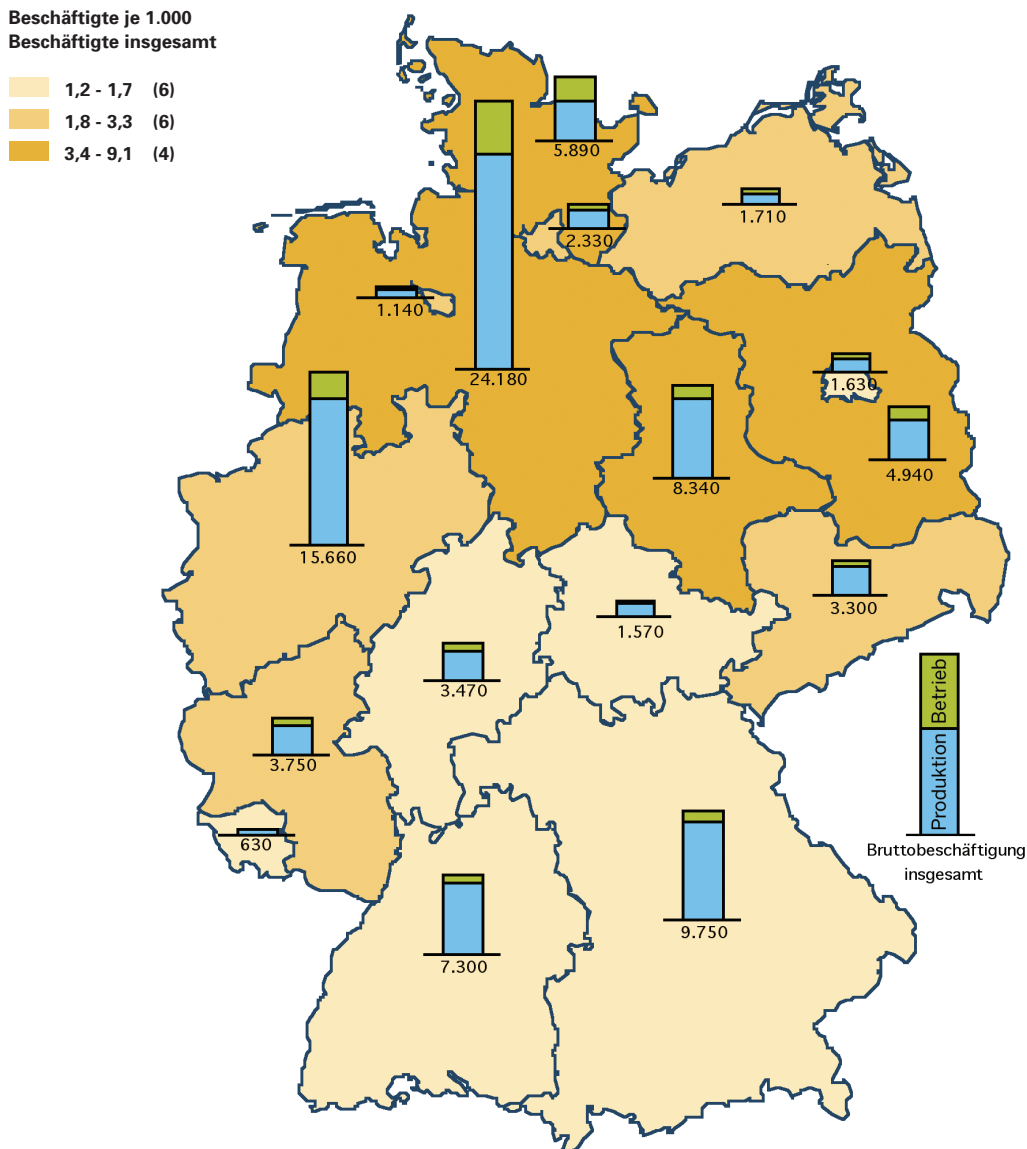 Beschäftigte je 1.000
Beschäftigte insgesamt
1,2 - 1,7 (6)
1,8 - 3,3 (6)
3,4 - 9,1 (4)
5.890
1.710
2.330
1.140
24.180
1.630
4.940
8.340
15.660
3.300
1.570
3.470
3.750
630
9.750
7.300
Betrieb
Produktion
Bruttobeschäftigung
insgesamt